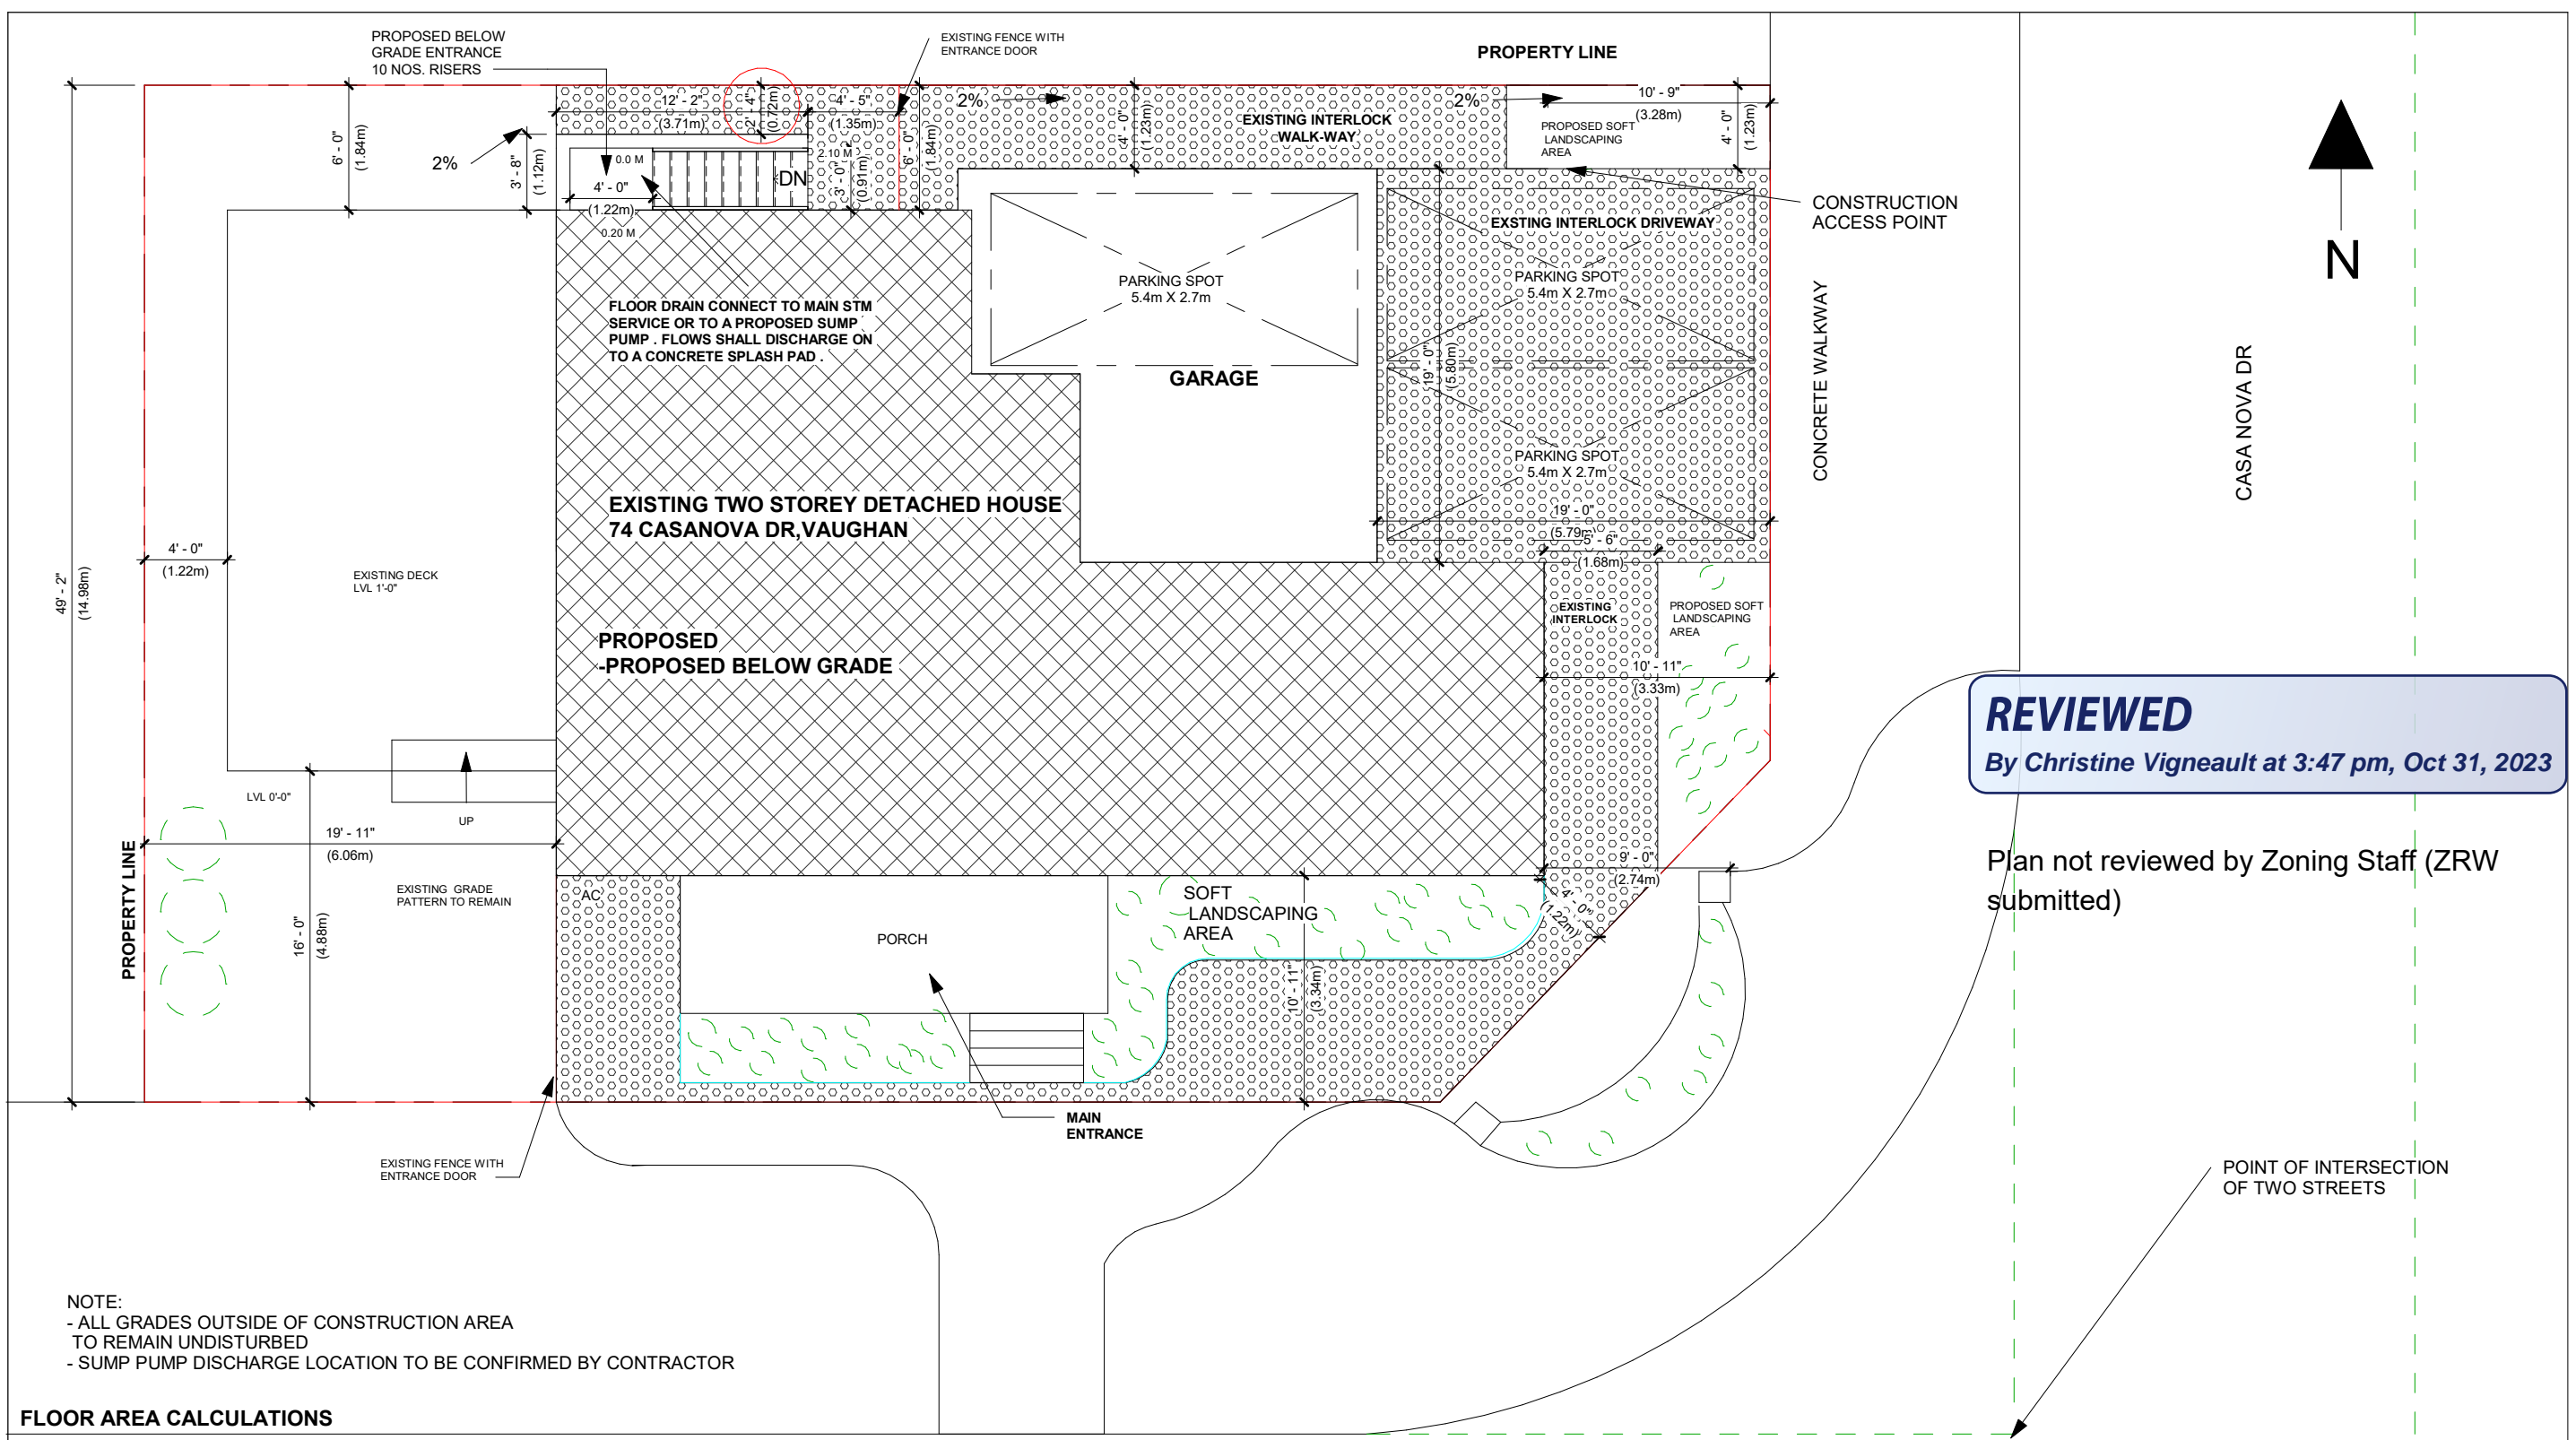 PROPOSED BELOW
GRADE ENTRANCE
10 NOS. RISERS
EXISTING FENCE WITH
ENTRANCE DOOR
PROPERTY LINE
12' - 2"
(3.71m)
2' - 4"
(0.72m)
4' - 5"
(1.35m)
2%
2%
10' - 9"
(3.28m)
6' - 0"
(1.84m)
2%
3' - 8"
(1.12m)
0.0 M
4' - 0"
(1.22m)
0.20 M
DN
2.10 M
3' - 0"
(0.91m)
6' - 0"
(1.84m)
4' - 0"
(1.23m)
EXISTING INTERLOCK
WALK-WAY
PROPOSED SOFT
LANDSCAPING
AREA
4' - 0"
(1.23m)
CONSTRUCTION
ACCESS POINT
N
EXSTING INTERLOCK DRIVEWAY
PARKING SPOT
5.4m X 2.7m
PARKING SPOT
5.4m X 2.7m
FLOOR DRAIN CONNECT TO MAIN STM
SERVICE OR TO A PROPOSED SUMP
PUMP . FLOWS SHALL DISCHARGE ON
TO A CONCRETE SPLASH PAD .
GARAGE
19' - 0"
(5.80m)
CONCRETE WALKWAY
CASA NOVA DR
PARKING SPOT
5.4m X 2.7m
EXISTING TWO STOREY DETACHED HOUSE
74 CASANOVA DR,VAUGHAN
19' - 0"
(5.79m)
5' - 6"
(1.68m)
49' - 2"
(14.98m)
4' - 0"
(1.22m)
EXISTING DECK
LVL 1'-0"
EXISTING
INTERLOCK
PROPOSED SOFT
LANDSCAPING
AREA
PROPOSED
-PROPOSED BELOW GRADE
10' - 11"
(3.33m)
REVIEWED
By Christine Vigneault at 3:47 pm, Oct 31, 2023
Plan not reviewed by Zoning Staff (ZRW
submitted)
LVL 0'-0"
UP
19' - 11"
(6.06m)
PROPERTY LINE
EXISTING GRADE
PATTERN TO REMAIN
16' - 0"
(4.88m)
AC
PORCH
SOFT
LANDSCAPING
AREA
9' - 0"
(2.74m)
4' - 0"
(1.22m)
10' - 11"
(3.34m)
MAIN
ENTRANCE
EXISTING FENCE WITH
ENTRANCE DOOR
POINT OF INTERSECTION
OF TWO STREETS
NOTE:
- ALL GRADES OUTSIDE OF CONSTRUCTION AREA
TO REMAIN UNDISTURBED
- SUMP PUMP DISCHARGE LOCATION TO BE CONFIRMED BY CONTRACTOR
FLOOR AREA CALCULATIONS